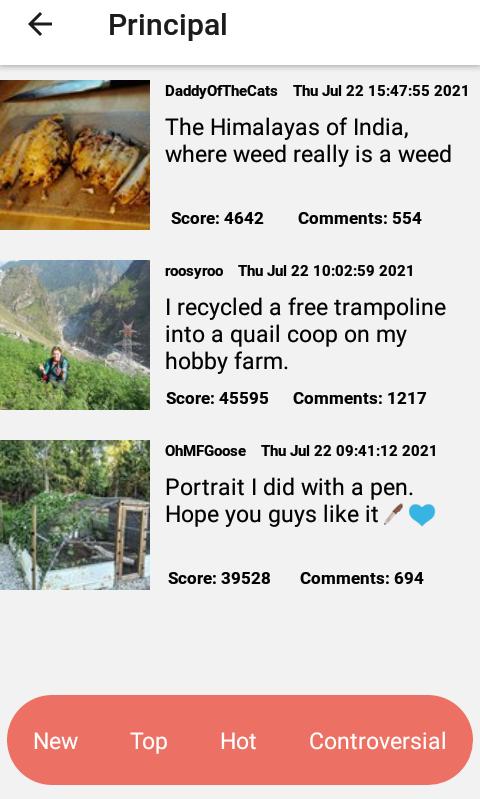 Principal
DaddyOfTheCats Thu Jul 22 15:47:55 2021
The Himalayas of India,
where weed really is a weed
Score: 4642 Comments: 554
roosyroo Thu Jul 22 10:02:59 2021
I recycled a free trampoline
into a quail coop on my
hobby farm.
Score: 45595 Comments: 1217
OhMFGoose Thu Jul 22 09:41:12 2021
Portrait I did with a pen.
Hope you guys like it 🔪💙
Score: 39528 Comments: 694
New Top Hot Controversial